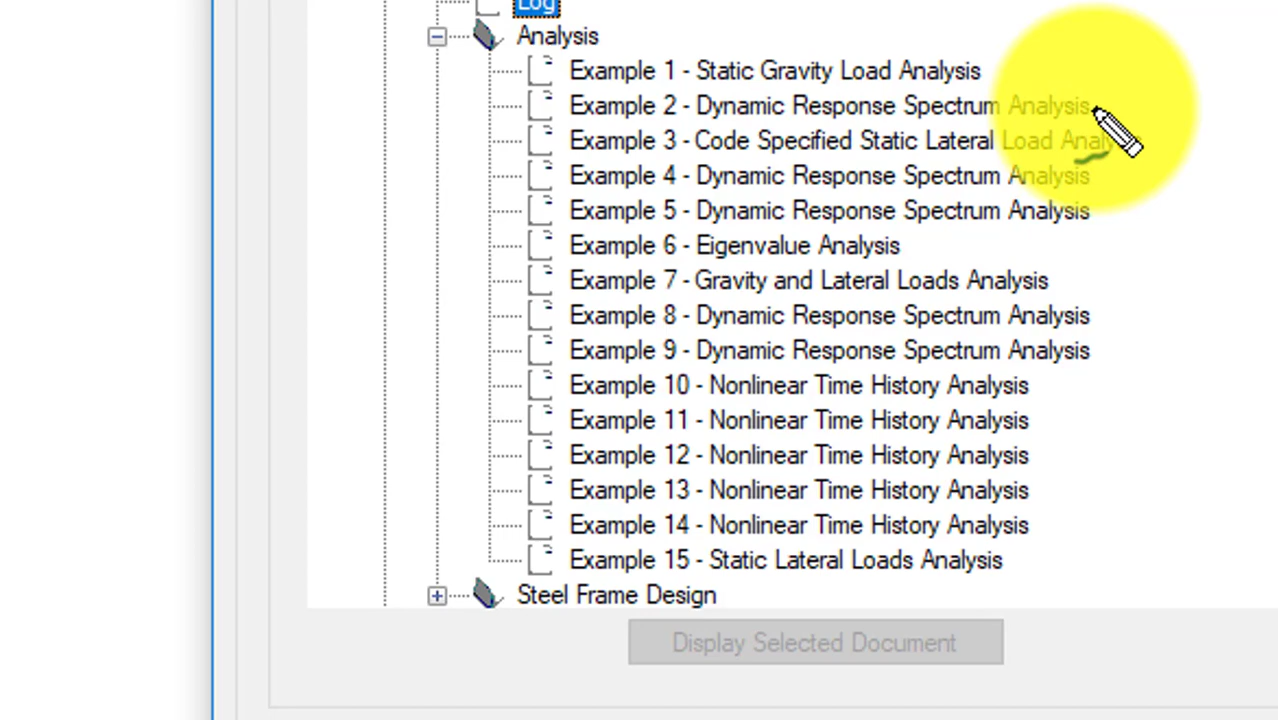 Log
Analysis
Example 1 - Static Gravity Load Analysis
Example 2 - Dynamic Response Spectrum Analysis
Example 3 - Code Specified Static Lateral Load Analysis
Example 4 - Dynamic Response Spectrum Analysis
Example 5 - Dynamic Response Spectrum Analysis
Example 6 - Eigenvalue Analysis
Example 7 - Gravity and Lateral Loads Analysis
Example 8 - Dynamic Response Spectrum Analysis
Example 9 - Dynamic Response Spectrum Analysis
Example 10 - Nonlinear Time History Analysis
Example 11 - Nonlinear Time History Analysis
Example 12 - Nonlinear Time History Analysis
Example 13 - Nonlinear Time History Analysis
Example 14 - Nonlinear Time History Analysis
Example 15 - Static Lateral Loads Analysis
Steel Frame Design
Display Selected Document